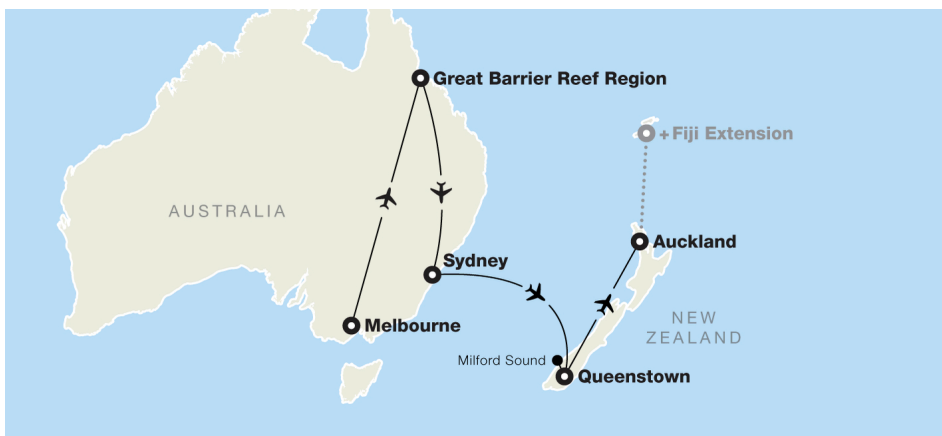 Great Barrier Reef Region
+ Fiji Extension
AUSTRALIA
Auckland
Sydney
Melbourne
NEW
ZEALAND
Milford Sound
Queenstown